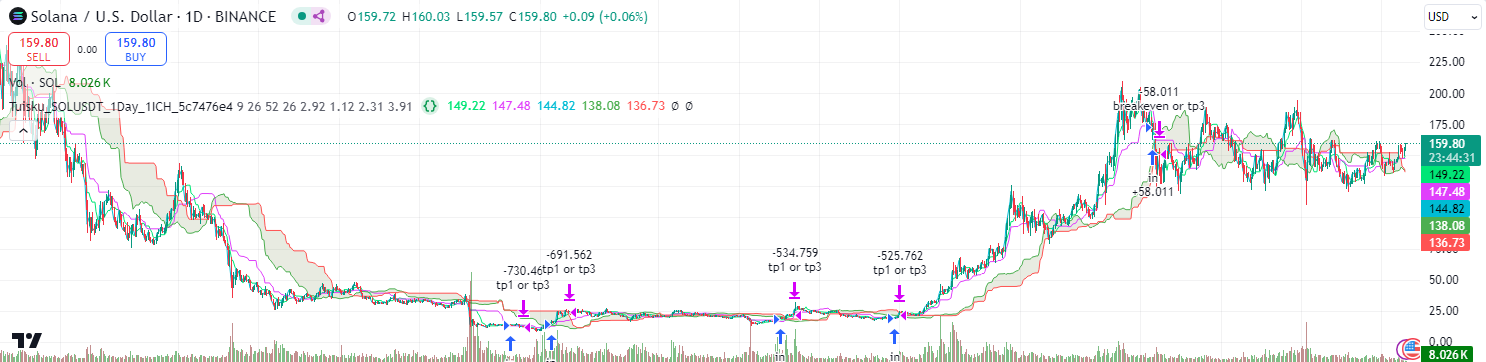 Solana / U.S. Dollar · 1D · BINANCE O159.72 H160.03 L159.57 C159.80 +0.09 (+0.06%)
USD
159.80 0.00 159.80
SELL BUY
Vol · SOL 8.026 K
Tuisku_SOLUSDT_1Day_1ICH_5c7476e4 9 26 52 26 2.92 1.12 2.31 3.91 149.22 147.48 144.82 138.08 136.73 Ø Ø
225.00
200.00
175.00
159.80
23:44:31
149.22
147.48
144.82
138.08
136.73
50.00
25.00
0.00
8.026 K
-730.46
tp1 or tp3
-691.562
tp1 or tp3
-534.759
tp1 or tp3
in
-525.762
tp1 or tp3
in
+58.011
breakeven or tp3
in
+58.011